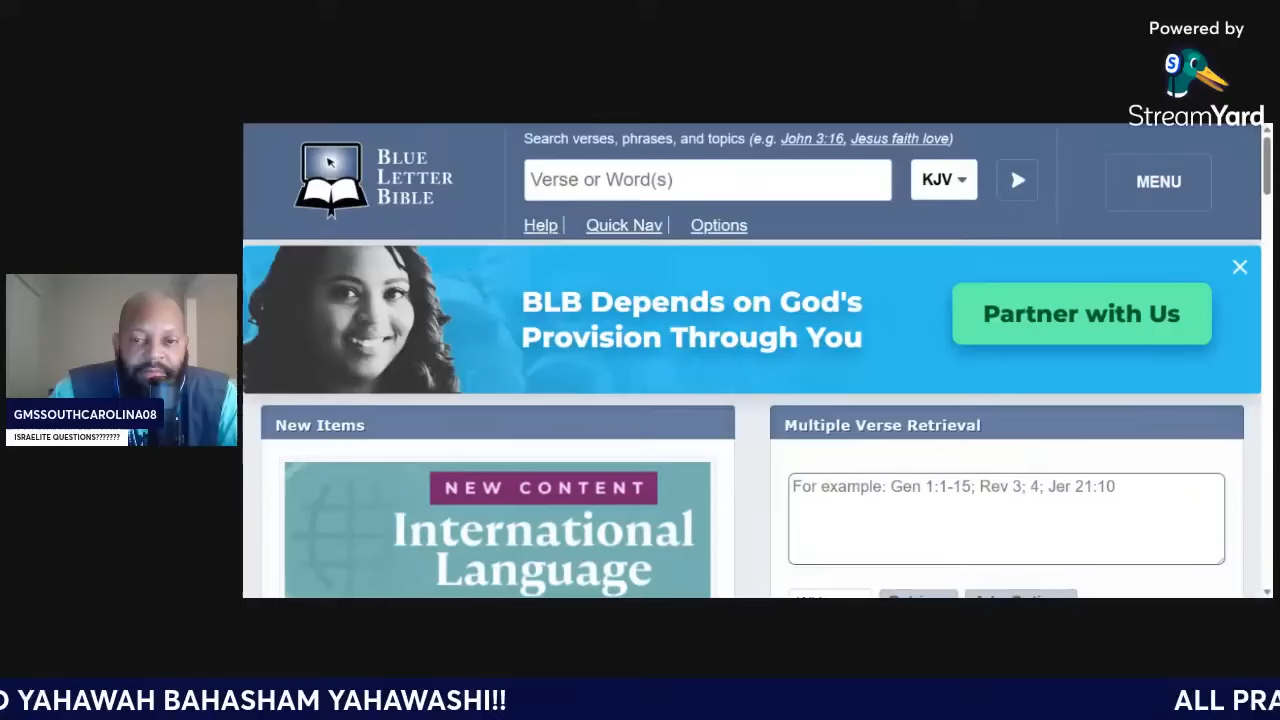 Powered by
StreamYard
Search verses, phrases, and topics (e.g. John 3:16, Jesus faith love)
BLUE
LETTER
BIBLE
Verse or Word(s)
KJV
MENU
Help
Quick Nav
Options
BLB Depends on God's
Provision Through You
Partner with Us
New Items
NEW CONTENT
International
Language
Multiple Verse Retrieval
For example: Gen 1:1-15; Rev 3; 4; Jer 21:10
GMSSOUTHCAROLINA08
ISRAELITE QUESTIONS???????
YAHAWAH BAHASHAM YAHAWASHI!!
ALL